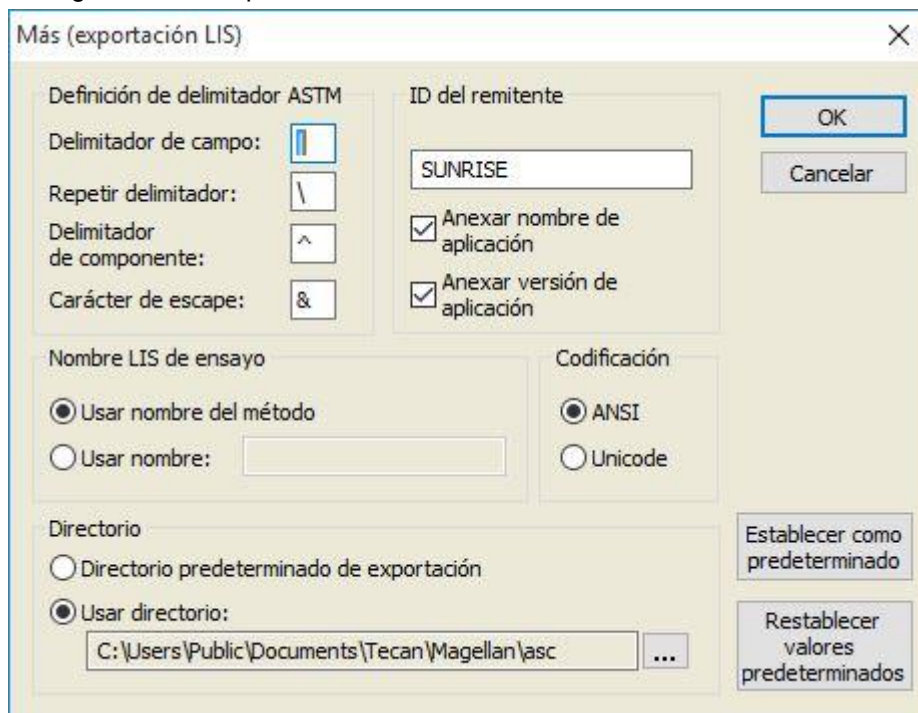 Más (exportación LIS)
Definición de delimitador ASTM
Delimitador de campo: |
Repetir delimitador: \
Delimitador
de componente: ^
Carácter de escape: &
ID del remitente
SUNRISE
Anexar nombre de
aplicación
Anexar versión de
aplicación
OK
Cancelar
Nombre LIS de ensayo
Usar nombre del método
Usar nombre:
Codificación
ANSI
Unicode
Directorio
Directorio predeterminado de exportación
Usar directorio:
C:\Users\Public\Documents\Tecan\Magellan\asc
...
Establecer como
predeterminado
Restablecer
valores
predeterminados